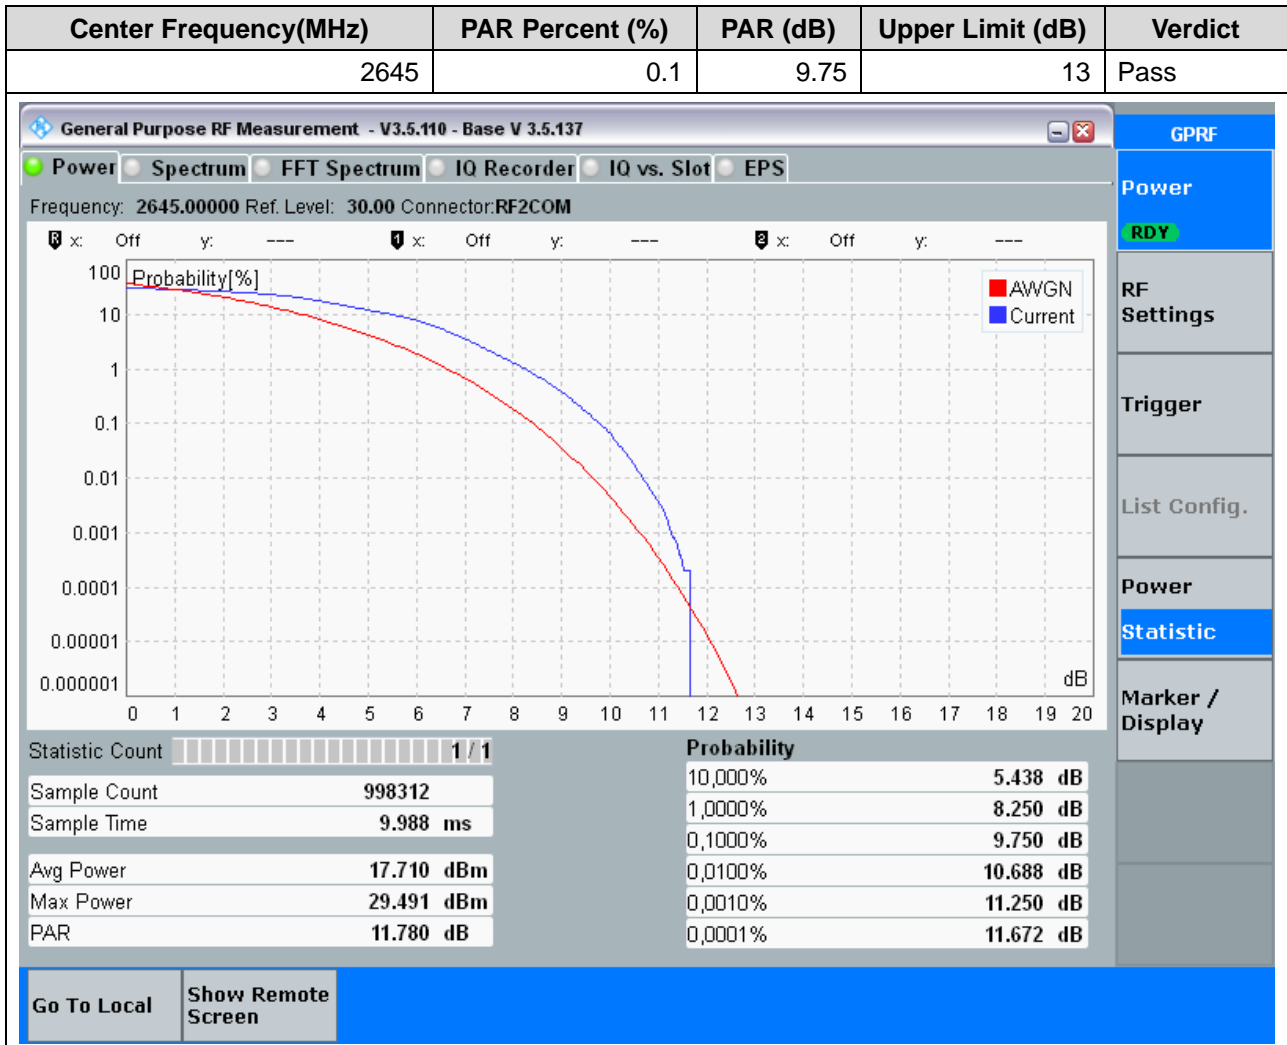 Center Frequency(MHz) PAR Percent (%) PAR (dB) Upper Limit (dB) Verdict
2645 0.1 9.75 13 Pass
General Purpose RF Measurement - V3.5.110 - Base V 3.5.137
GPRF
Power Spectrum FFT Spectrum IQ Recorder IQ vs. Slot EPS
Frequency: 2645.00000 Ref. Level: 30.00 Connector:RF2COM
R x: Off y: --- 1 x: Off y: --- 2 x: Off y: ---
Probability[%]
AWGN
Current
100
10
1
0.1
0.01
0.001
0.0001
0.00001
0.000001
dB
0 1 2 3 4 5 6 7 8 9 10 11 12 13 14 15 16 17 18 19 20
Statistic Count 1 / 1
Sample Count 998312
Sample Time 9.988 ms
Avg Power 17.710 dBm
Max Power 29.491 dBm
PAR 11.780 dB
Probability
10,000% 5.438 dB
1,0000% 8.250 dB
0,1000% 9.750 dB
0,0100% 10.688 dB
0,0010% 11.250 dB
0,0001% 11.672 dB
Power
RDY
RF
Settings
Trigger
List Config.
Power
Statistic
Marker /
Display
Go To Local
Show Remote
Screen